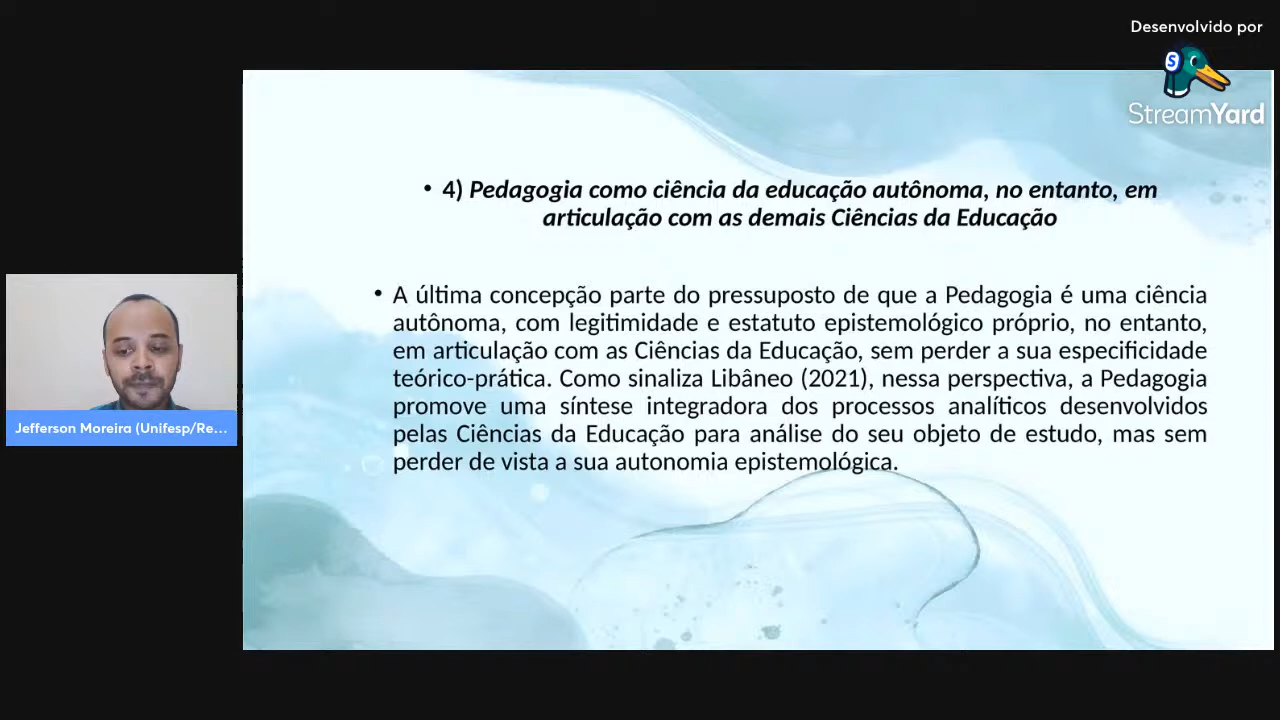 Desenvolvido por
S
StreamYard
• 4) Pedagogia como ciência da educação autônoma, no entanto, em
articulação com as demais Ciências da Educação
• A última concepção parte do pressuposto de que a Pedagogia é uma ciência
autônoma, com legitimidade e estatuto epistemológico próprio, no entanto,
em articulação com as Ciências da Educação, sem perder a sua especificidade
teórico-prática. Como sinaliza Libâneo (2021), nessa perspectiva, a Pedagogia
promove uma síntese integradora dos processos analíticos desenvolvidos
pelas Ciências da Educação para análise do seu objeto de estudo, mas sem
perder de vista a sua autonomia epistemológica.
Jefferson Moreira (Unifesp/Re...